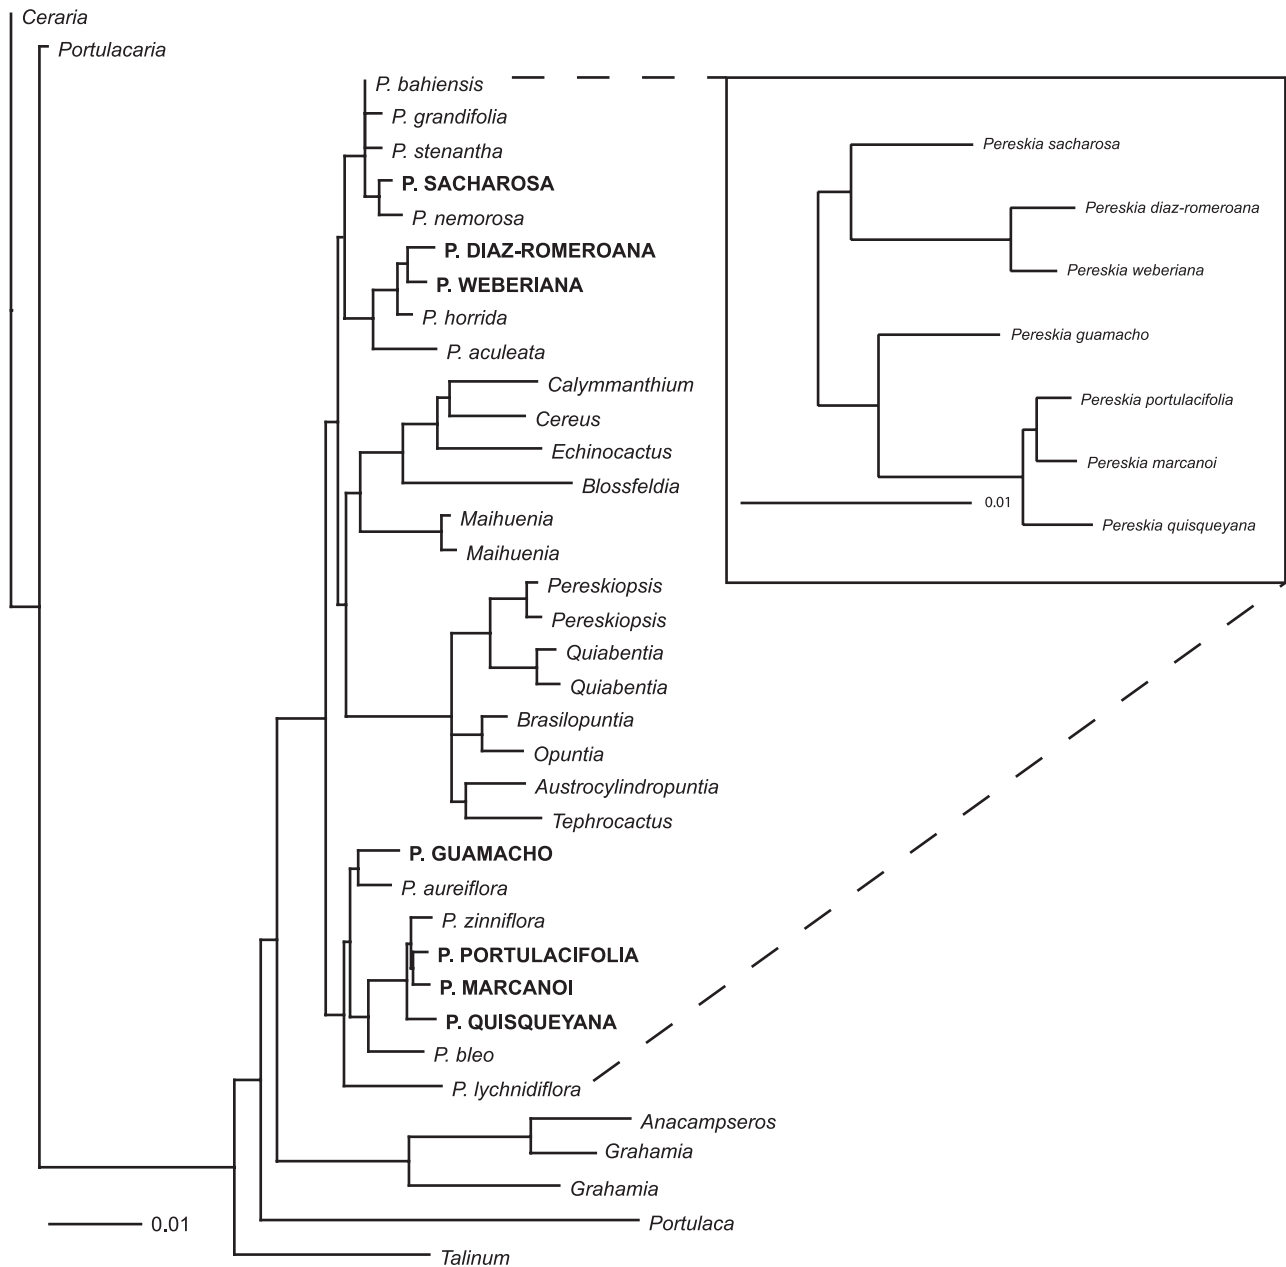 Ceraria
Portulacaria
P. bahiensis
P. grandifolia
P. stenantha
P. SACHAROSA
P. nemorosa
P. DIAZ-ROMEROANA
P. WEBERIANA
P. horrida
P. aculeata
Calymmanthium
Cereus
Echinocactus
Blossfeldia
Maihuenia
Maihuenia
Pereskiopsis
Pereskiopsis
Quiabentia
Quiabentia
Brasilopuntia
Opuntia
Austrocylindropuntia
Tephrocactus
P. GUAMACHO
P. aureiflora
P. zinniflora
P. PORTULACIFOLIA
P. MARCANOI
P. QUISQUEYANA
P. bleo
P. lychnidiflora
Anacampseros
Grahamia
Grahamia
Portulaca
Talinum
0.01
Pereskia sacharosa
Pereskia diaz-romeroana
Pereskia weberiana
Pereskia guamacho
Pereskia portulacifolia
Pereskia marcanoi
Pereskia quisqueyana
0.01